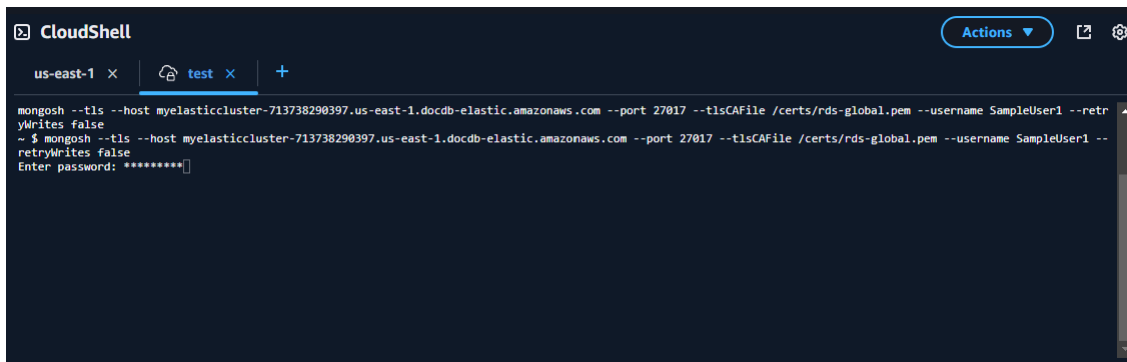 CloudShell
Actions
us-east-1
test
mongosh --tls --host myelasticcluster-713738290397.us-east-1.docdb-elastic.amazonaws.com --port 27017 --tlsCAFile /certs/rds-global.pem --username SampleUser1 --retr
yWrites false
~ $ mongosh --tls --host myelasticcluster-713738290397.us-east-1.docdb-elastic.amazonaws.com --port 27017 --tlsCAFile /certs/rds-global.pem --username SampleUser1 --
retryWrites false
Enter password: *********